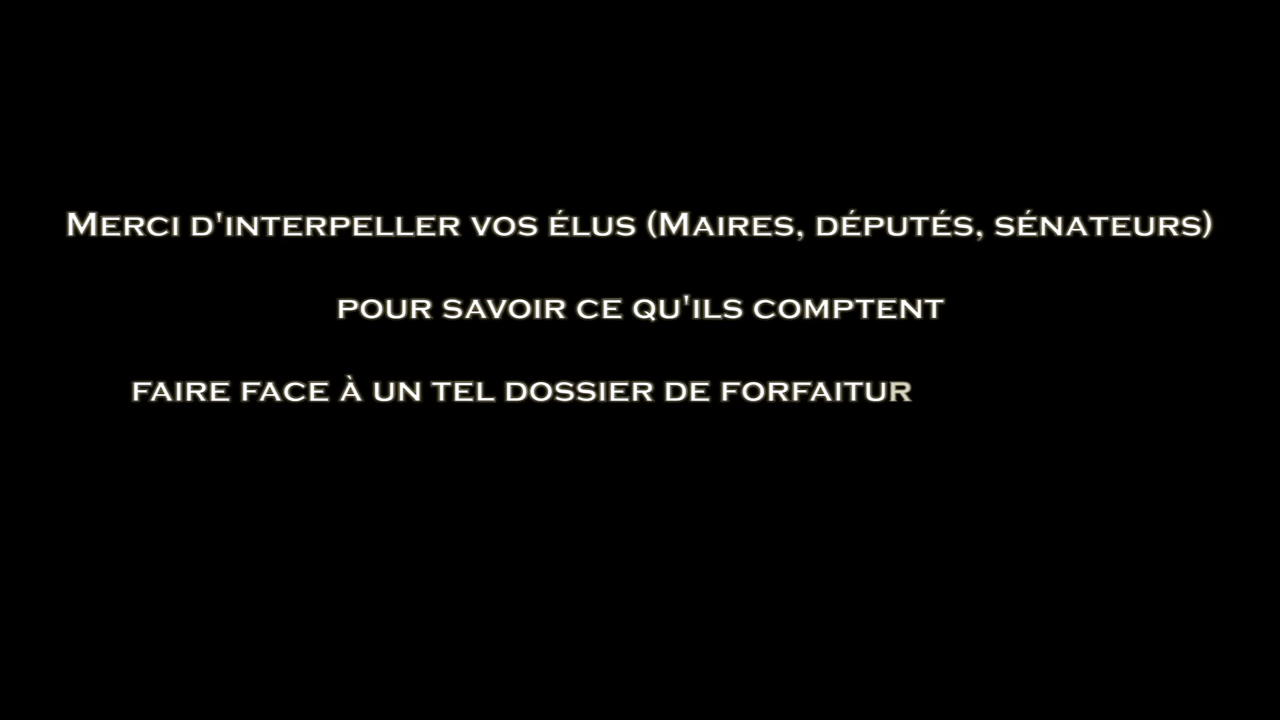 Merci d'interpeller vos élus (Maires, députés, sénateurs)
pour savoir ce qu'ils comptent
faire face à un tel dossier de forfaitur